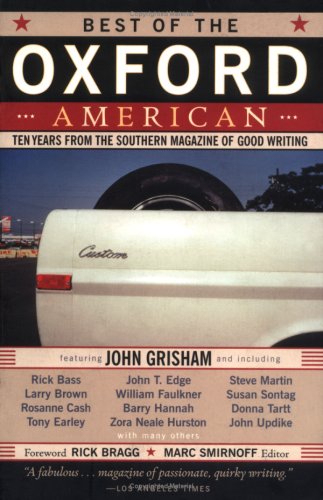 BEST OF THE
OXFORD
AMERICAN
TEN YEARS FROM THE SOUTHERN MAGAZINE OF GOOD WRITING
Custom
featuring JOHN GRISHAM and including
Rick Bass John T. Edge Steve Martin
Larry Brown William Faulkner Susan Sontag
Rosanne Cash Barry Hannah Donna Tartt
Tony Earley Zora Neale Hurston John Updike
with many others
Foreword RICK BRAGG MARC SMIRNOFF Editor
"A fabulous . . . magazine of passionate, quirky writing."
—LOS ANGELES TIMES